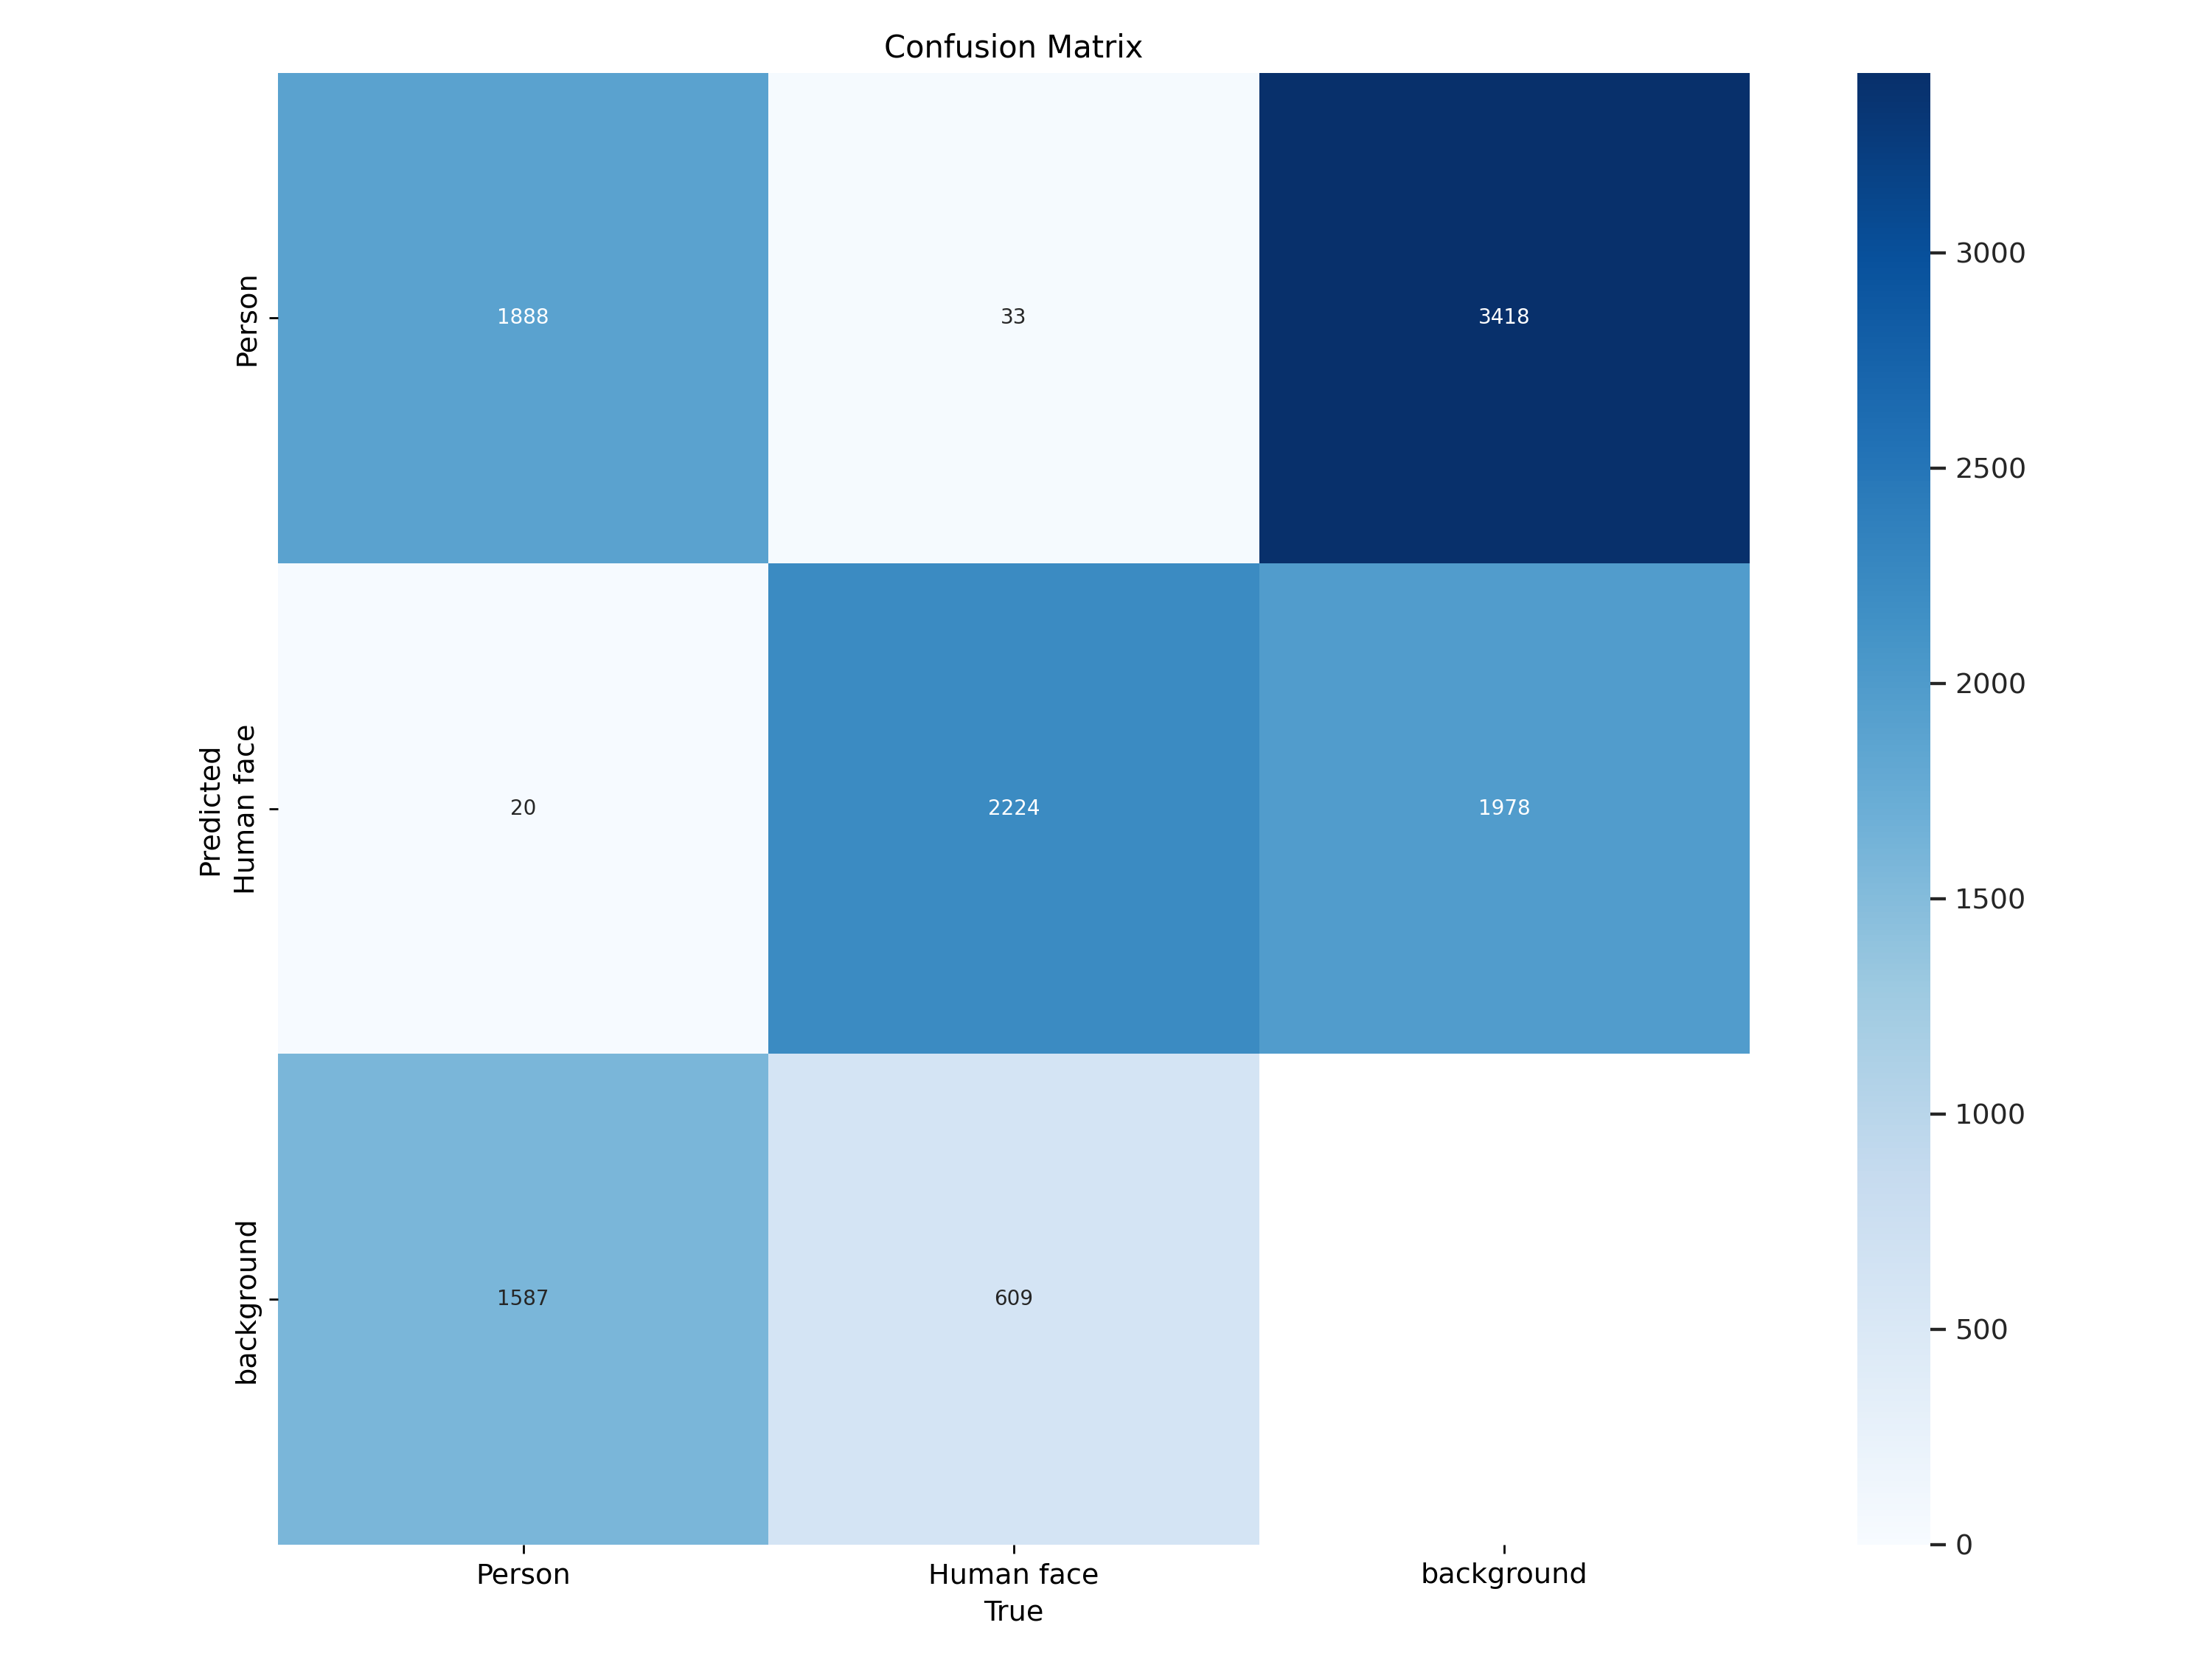 Confusion Matrix
Person
1888
33
3418
3000
2500
2000
Predicted
Human face
20
2224
1978
1500
1000
background
1587
609
500
0
Person
Human face
background
True